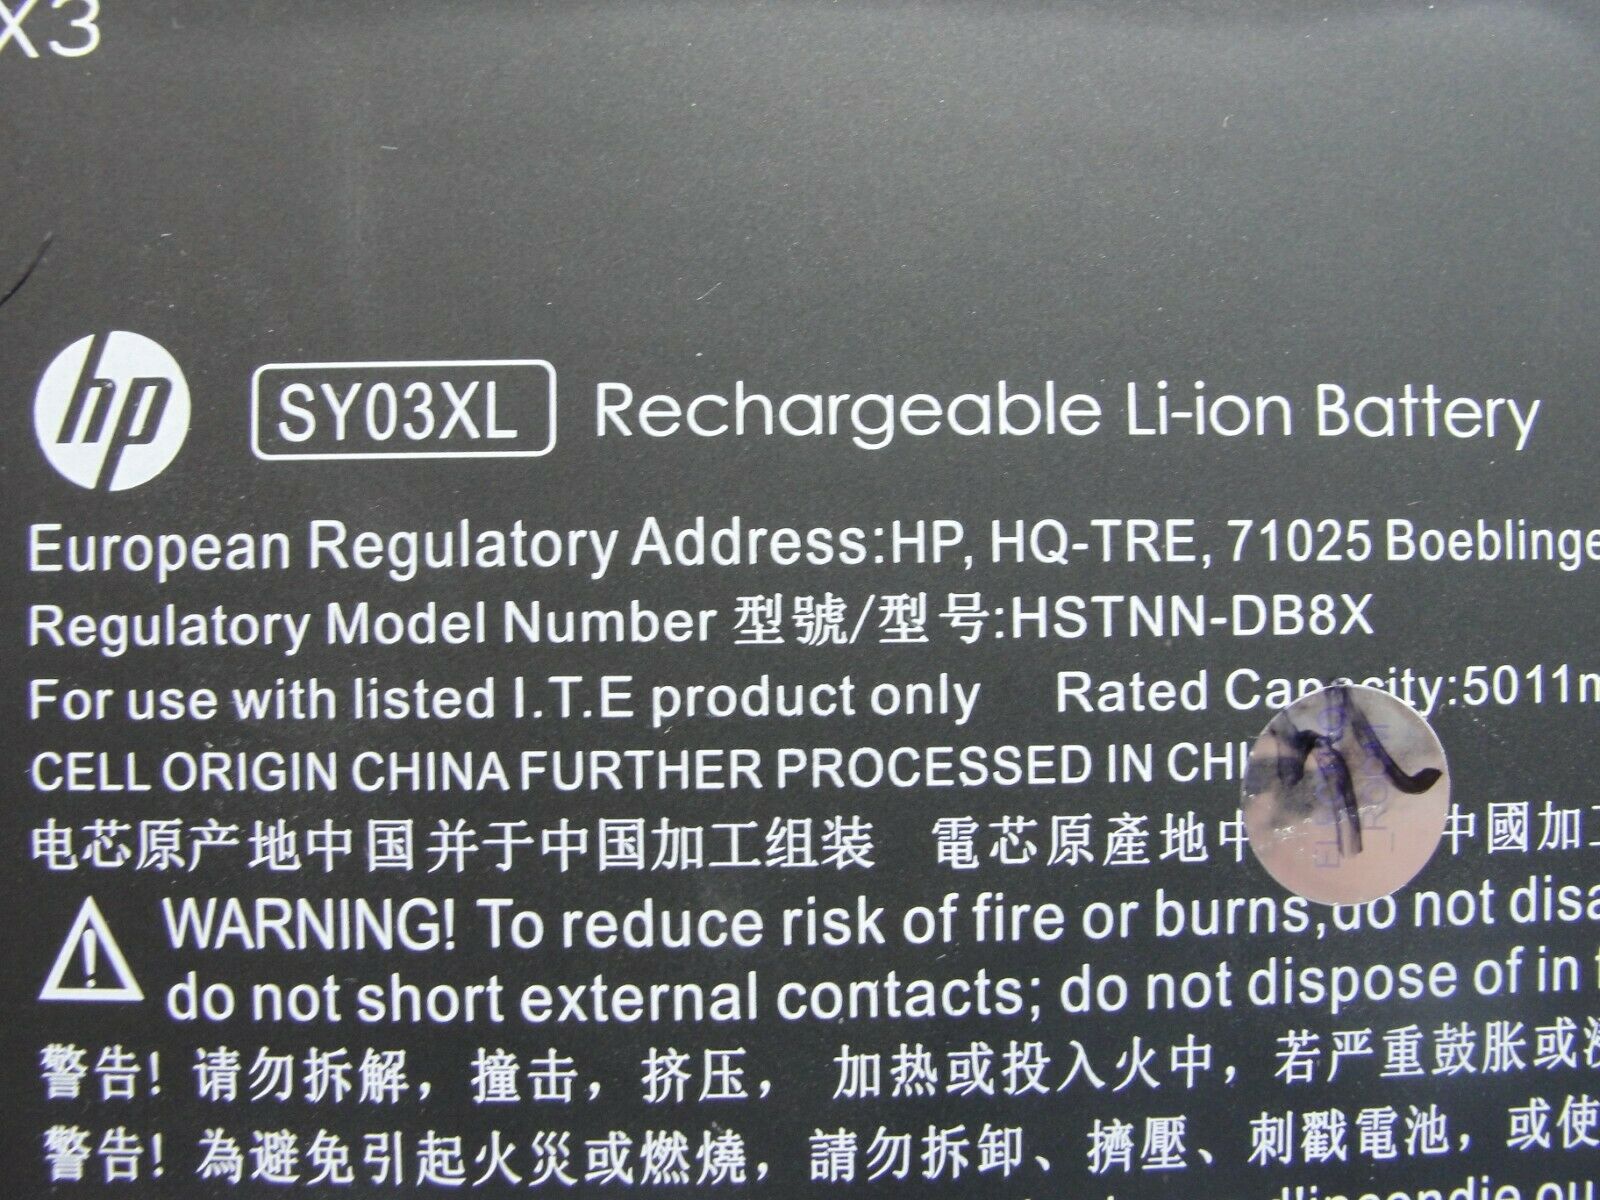 X3
hp SY03XL Rechargeable Li-ion Battery
European Regulatory Address:HP, HQ-TRE, 71025 Boeblinge
Regulatory Model Number 型號/型号:HSTNN-DB8X
For use with listed I.T.E product only Rated Capacity:5011m
CELL ORIGIN CHINA FURTHER PROCESSED IN CHI
电芯原产地中国并于中国加工组装 電芯原產地中 中國加工
WARNING! To reduce risk of fire or burns,do not disa
do not short external contacts; do not dispose of in f
警告! 请勿拆解，撞击，挤压，加热或投入火中，若严重鼓胀或浸
警告! 為避免引起火災或燃燒，請勿拆卸、擠壓、刺戳電池，或使
d'incendie ou